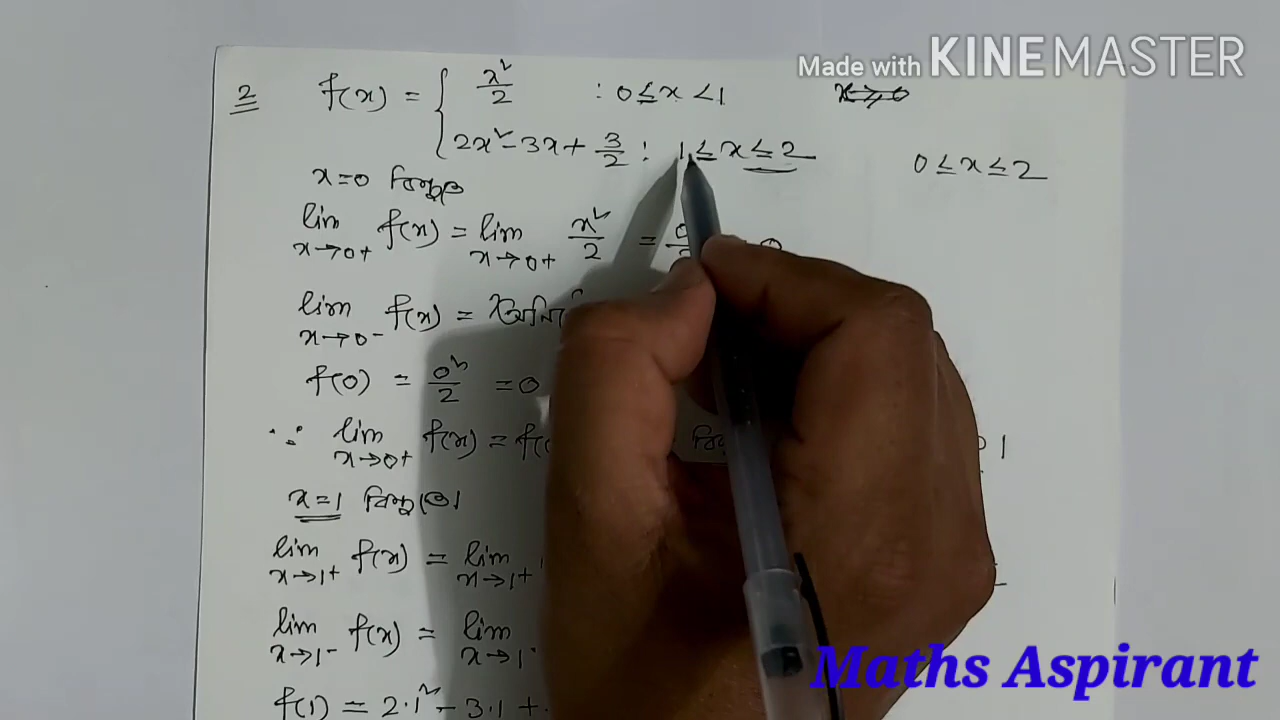 Made with KINEMASTER
2 f(x) = { x²/2 : 0 ≤ x < 1
2x² - 3x + 3/2 : 1 ≤ x ≤ 2
0 ≤ x ≤ 2
x=0 বিন্দুতে
lim x→0+ f(x) = lim x→0+ x²/2 = 0
lim x→0- f(x) =
f(0) = 0²/2 = 0
∵ lim x→0+ f(x) = f(
x=1 বিন্দুতে
lim x→1+ f(x) = lim x→1+
lim x→1- f(x) = lim x→1-
f(1) = 2·1² - 3·1 +
Maths Aspirant